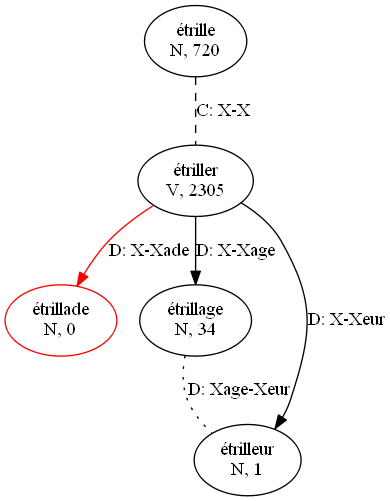 étrille
N, 720
C: X-X
étriller
V, 2305
D: X-Xade
D: X-Xage
étrillade
N, 0
étrillage
N, 34
D: X-Xeur
D: Xage-Xeur
étrilleur
N, 1